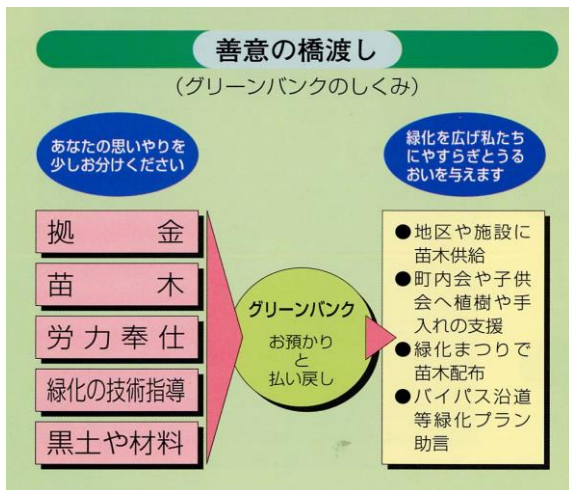 善意の橋渡し
(グリーンバンクのしくみ)
あなたの思いやりを
少しお分けください
緑化を広げ私たち
にやすらぎとうる
おいを与えます
拠金
苗木
労力奉仕
緑化の技術指導
黒土や材料
グリーンバンク
お預かり
と
払い戻し
●地区や施設に
苗木供給
●町内会や子供
会へ植樹や手
入れの支援
●緑化まつりで
苗木配布
●バイパス沿道
等緑化プラン
助言